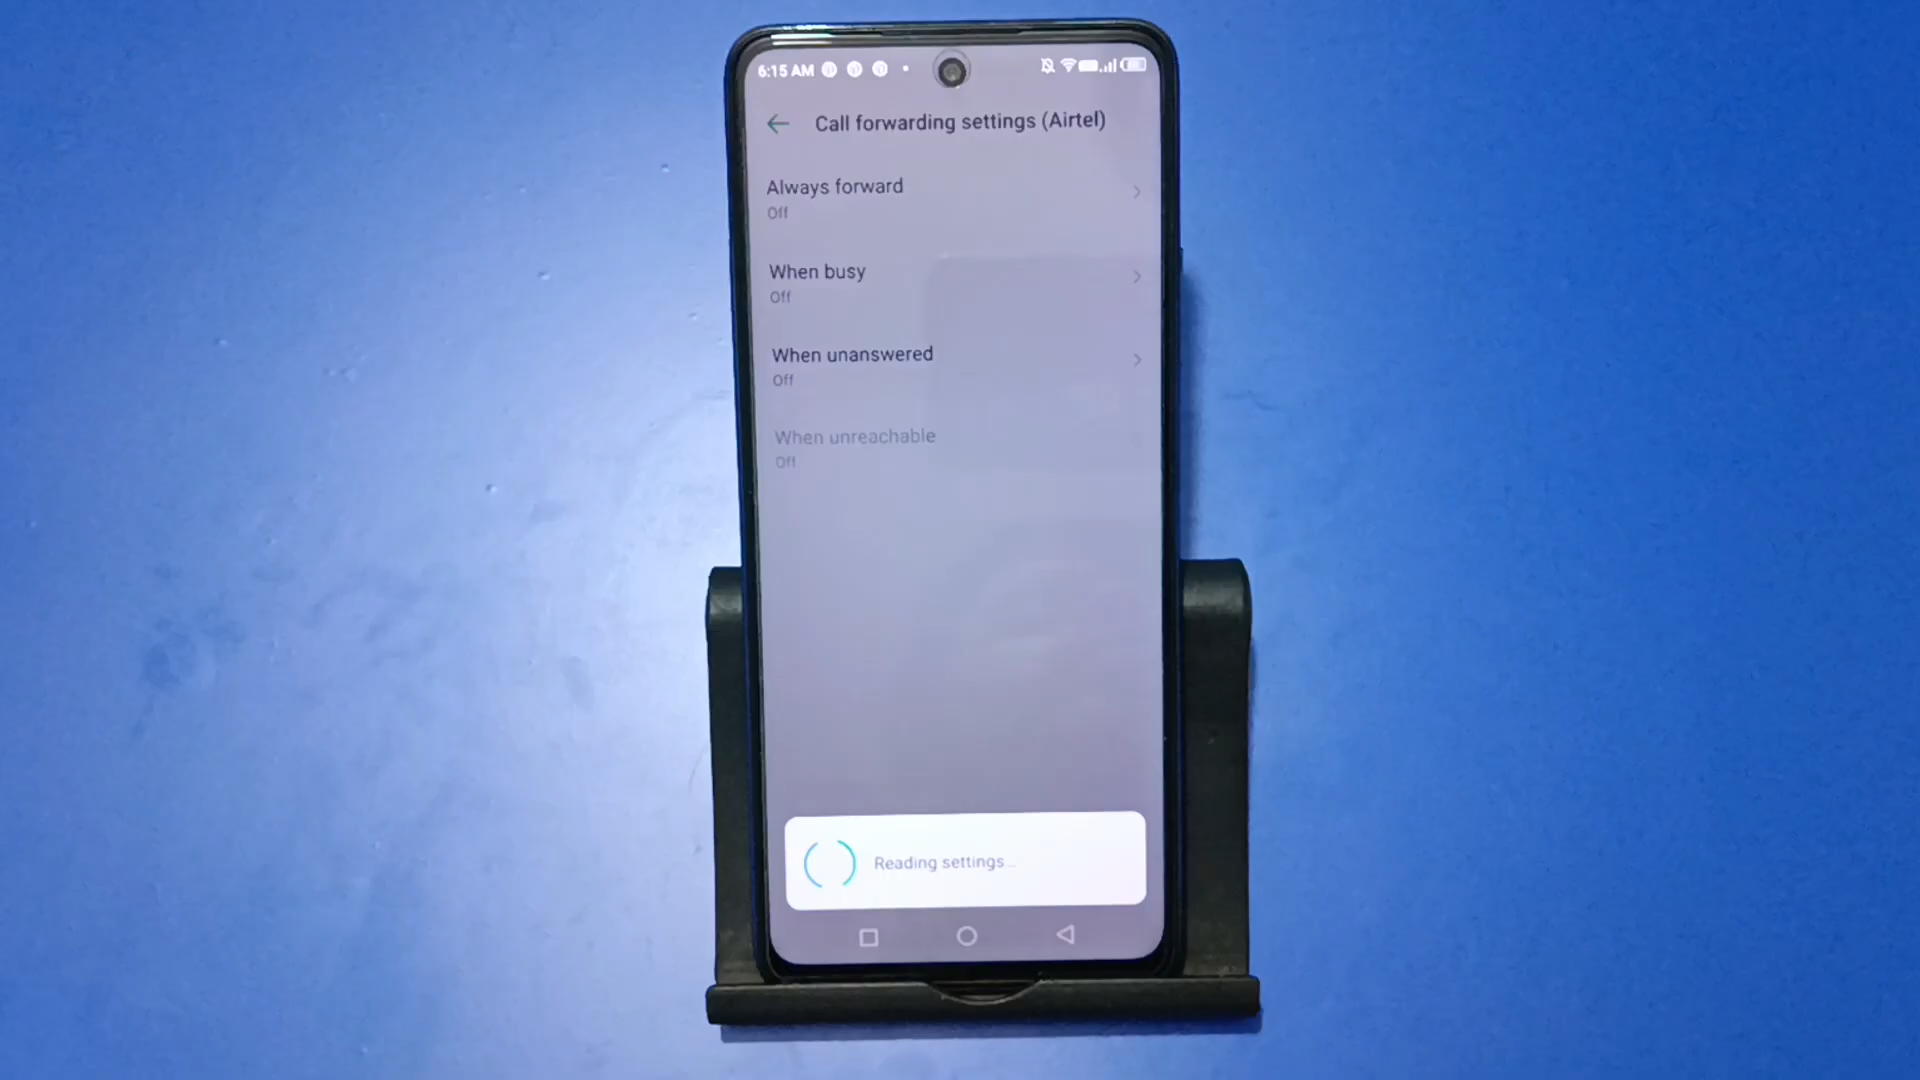 6:15 AM
Call forwarding settings (Airtel)
Always forward
Off
When busy
Off
When unanswered
Off
When unreachable
Off
Reading settings...